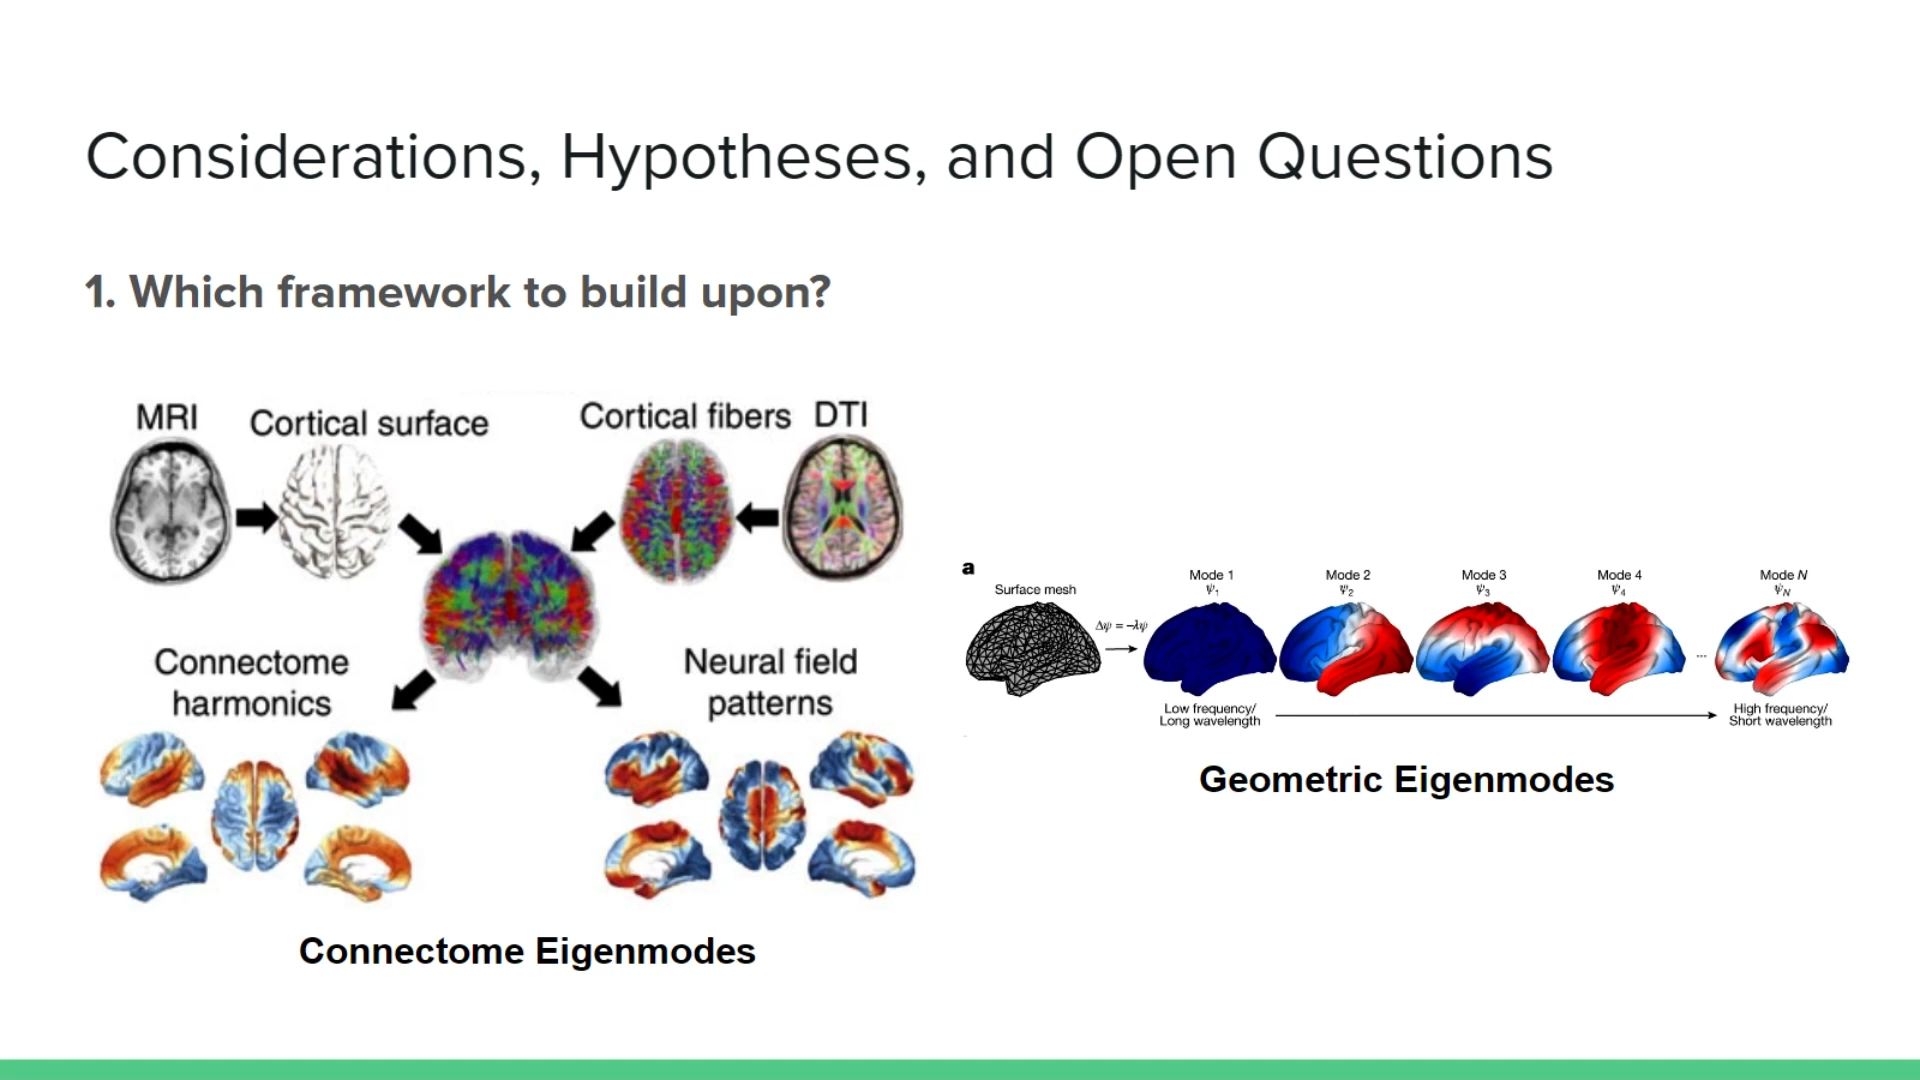 Considerations, Hypotheses, and Open Questions
1. Which framework to build upon?
MRI
Cortical surface
Cortical fibers
DTI
Connectome
harmonics
Neural field
patterns
Connectome Eigenmodes
a
Surface mesh
Δψ = –λψ
Mode 1
ψ1
Mode 2
ψ2
Mode 3
ψ3
Mode 4
ψ4
...
Mode N
ψN
Low frequency/
Long wavelength
High frequency/
Short wavelength
Geometric Eigenmodes